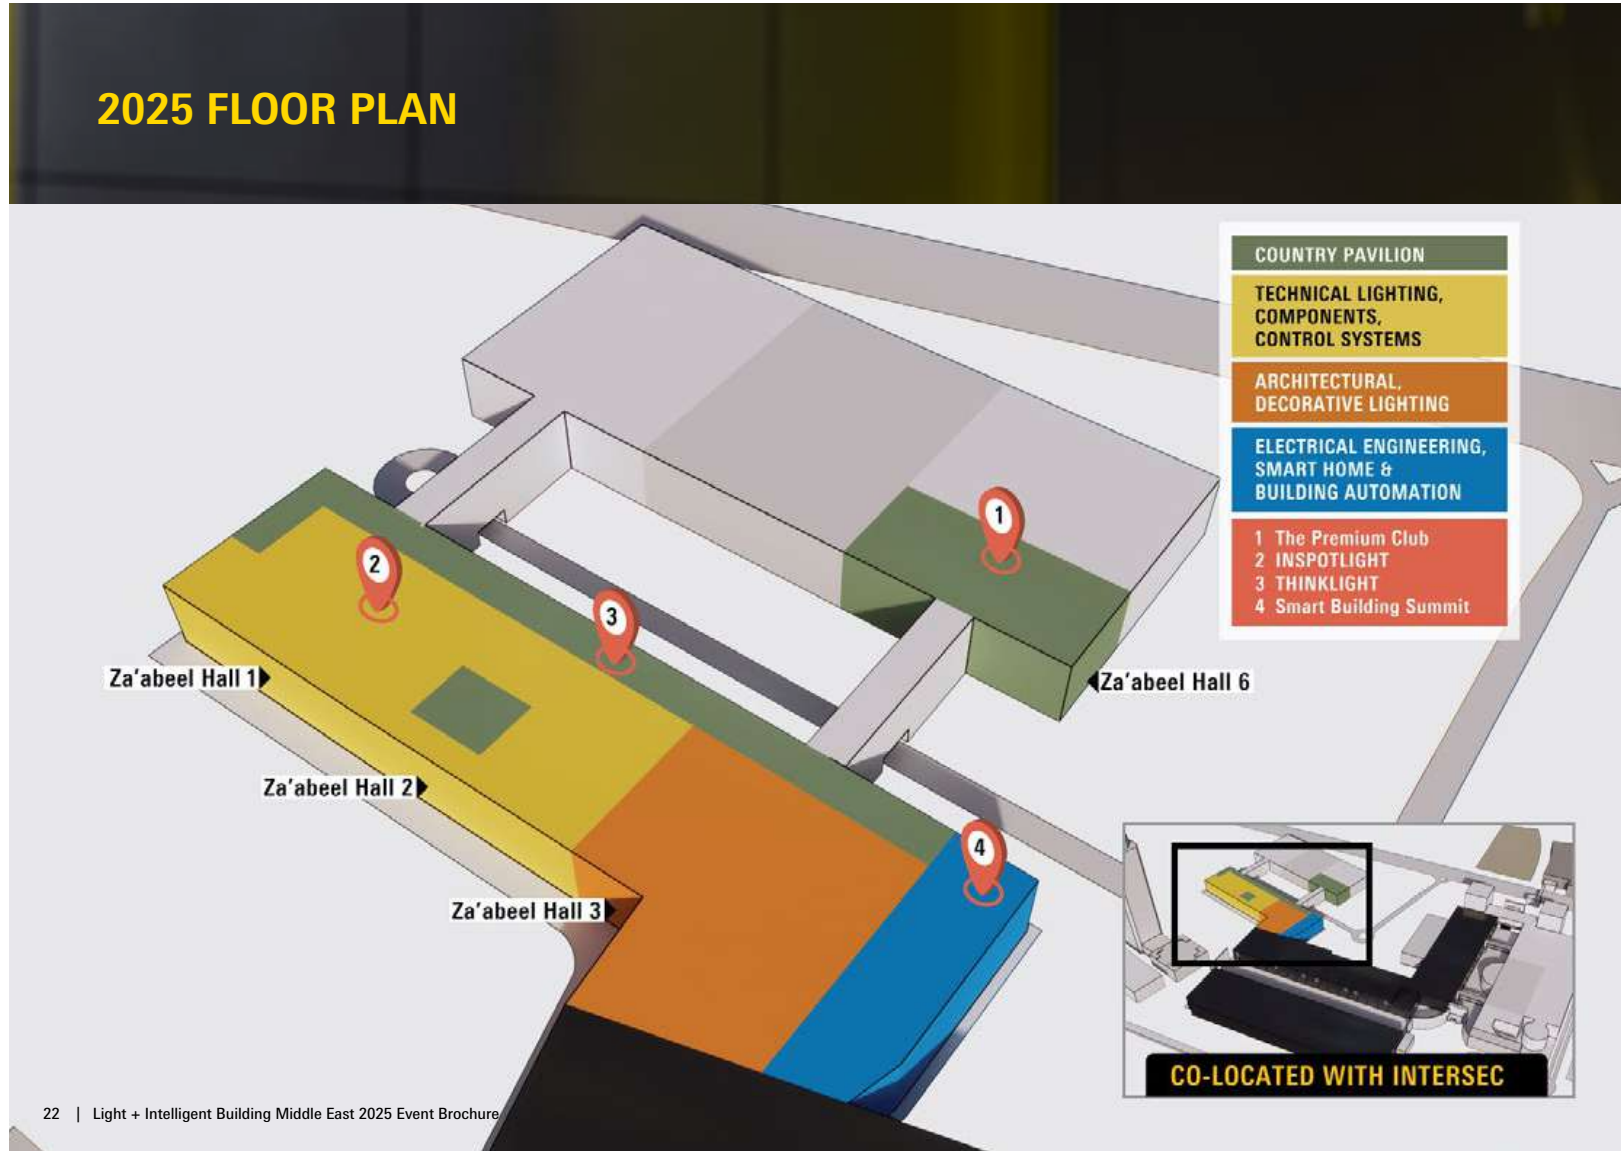 2025 FLOOR PLAN
COUNTRY PAVILION
TECHNICAL LIGHTING,
COMPONENTS,
CONTROL SYSTEMS
ARCHITECTURAL,
DECORATIVE LIGHTING
ELECTRICAL ENGINEERING,
SMART HOME &
BUILDING AUTOMATION
1 The Premium Club
2 INSPOTLIGHT
3 THINKLIGHT
4 Smart Building Summit
1
2
3
Za'abeel Hall 1
Za'abeel Hall 6
Za'abeel Hall 2
4
Za'abeel Hall 3
CO-LOCATED WITH INTERSEC
22 | Light + Intelligent Building Middle East 2025 Event Brochure